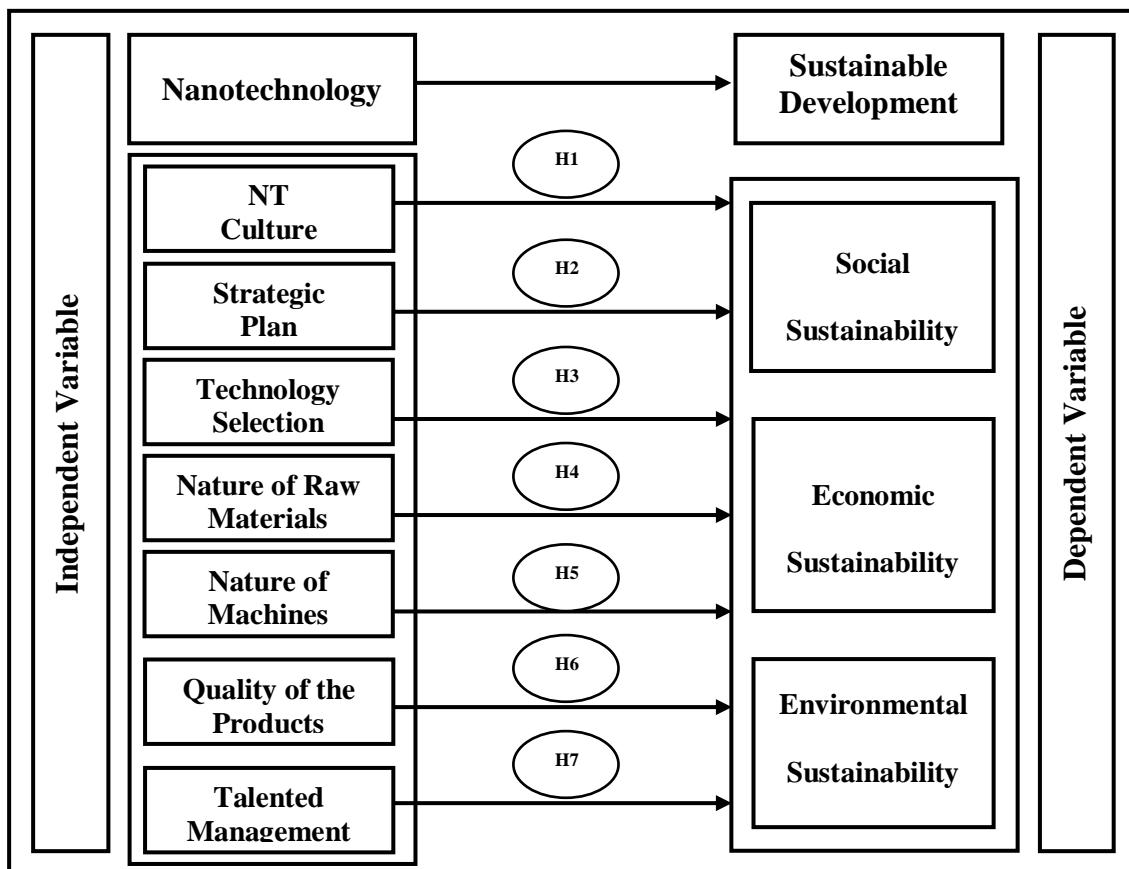 Independent Variable
Nanotechnology
Sustainable
Development
H1
NT
Culture
H2
Strategic
Plan
H3
Technology
Selection
H4
Nature of Raw
Materials
H5
Nature of
Machines
H6
Quality of the
Products
H7
Talented
Management
Social
Sustainability
Economic
Sustainability
Environmental
Sustainability
Dependent Variable